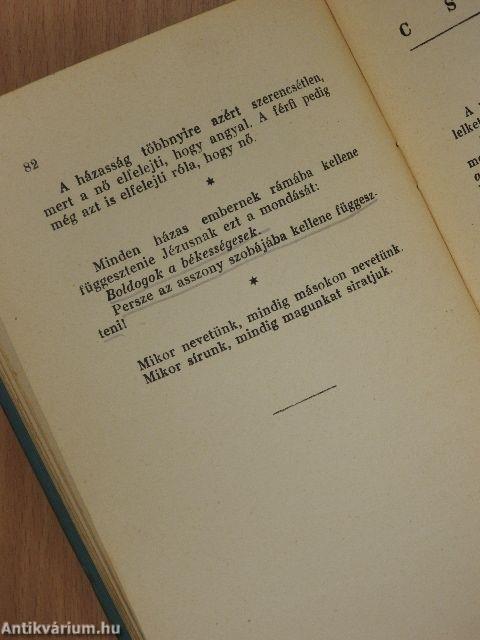 82
A házasság többnyire azért szerencsétlen,
mert a nő elfelejti, hogy angyal. A férfi pedig
még azt is elfelejti róla, hogy nő.
*
Minden házas embernek rámába kellene
függesztenie Jézusnak ezt a mondását:
Boldogok a békességesek.
Persze az asszony szobájába kellene függesz-
teni!
*
Mikor nevetünk, mindig másokon nevetünk.
Mikor sírunk, mindig magunkat siratjuk.
C S
A
lelke
Antikvárium.hu